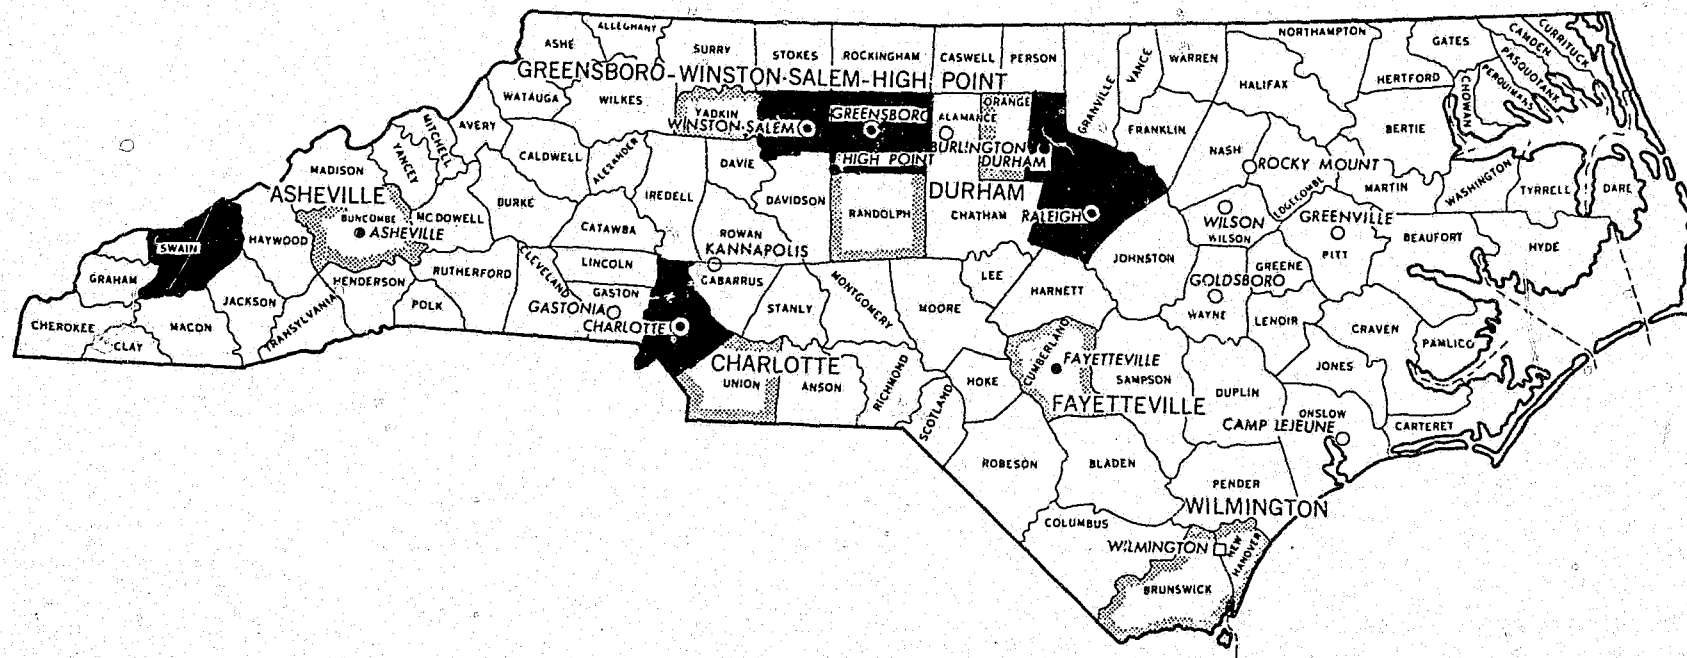 ALLEGHANY
ASHE
SURRY
STOKES
ROCKINGHAM
CASWELL
PERSON
GRANVILLE
VANCE
WARREN
NORTHAMPTON
GATES
CURRITUCK
CAMDEN
PASQUOTANK
PERQUIMANS
CHOWAN
HERTFORD
HALIFAX
GREENSBORO-WINSTON-SALEM-HIGH POINT
WATAUGA
WILKES
YADKIN
WINSTON-SALEM
GREENSBORO
ALAMANCE
ORANGE
BURLINGTON
DURHAM
HIGH POINT
FRANKLIN
BERTIE
NASH
ROCKY MOUNT
MITCHELL
AVERY
YANCEY
CALDWELL
ALEXANDER
DAVIE
IREDELL
DAVIDSON
RANDOLPH
DURHAM
CHATHAM
RALEIGH
EDGECOMBE
MARTIN
WASHINGTON
TYRRELL
DARE
MADISON
ASHEVILLE
BUNCOMBE
ASHEVILLE
MC DOWELL
BURKE
CATAWBA
ROWAN
KANNAPOLIS
WILSON
WILSON
GREENVILLE
PITT
BEAUFORT
HYDE
SWAIN
HAYWOOD
GRAHAM
JACKSON
HENDERSON
RUTHERFORD
CLEVELAND
LINCOLN
GASTON
CABARRUS
STANLY
MONTGOMERY
MOORE
LEE
HARNETT
JOHNSTON
GREENE
GOLDSBORO
WAYNE
LENOIR
CRAVEN
PAMLICO
CHEROKEE
CLAY
MACON
TRANSYLVANIA
POLK
GASTONIA
CHARLOTTE
CHARLOTTE
UNION
ANSON
RICHMOND
SCOTLAND
HOKE
CUMBERLAND
FAYETTEVILLE
SAMPSON
FAYETTEVILLE
DUPLIN
JONES
ONSLOW
CAMP LEJEUNE
CARTERET
ROBESON
BLADEN
PENDER
WILMINGTON
COLUMBUS
WILMINGTON
NEW HANOVER
BRUNSWICK